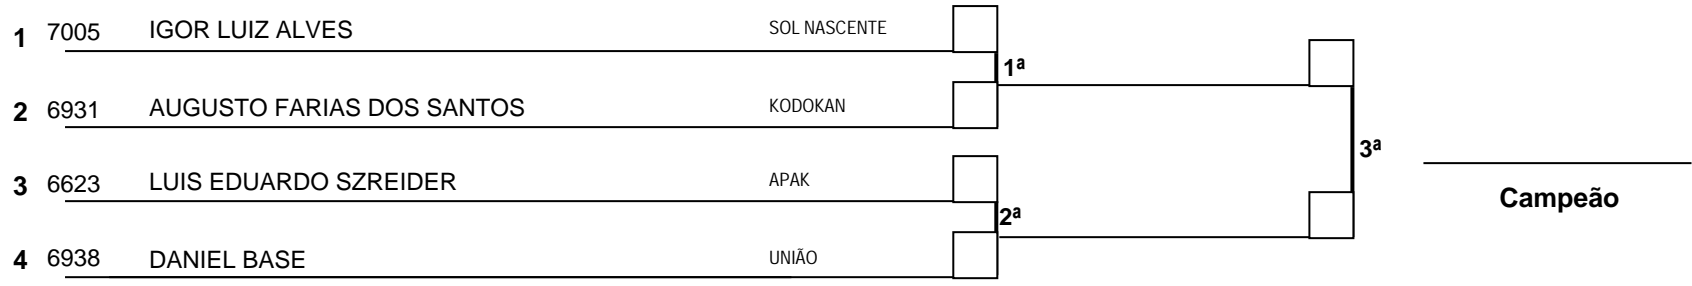 1 7005 IGOR LUIZ ALVES SOL NASCENTE
1ª
2 6931 AUGUSTO FARIAS DOS SANTOS KODOKAN
3ª
3 6623 LUIS EDUARDO SZREIDER APAK
Campeão
2ª
4 6938 DANIEL BASE UNIÃO